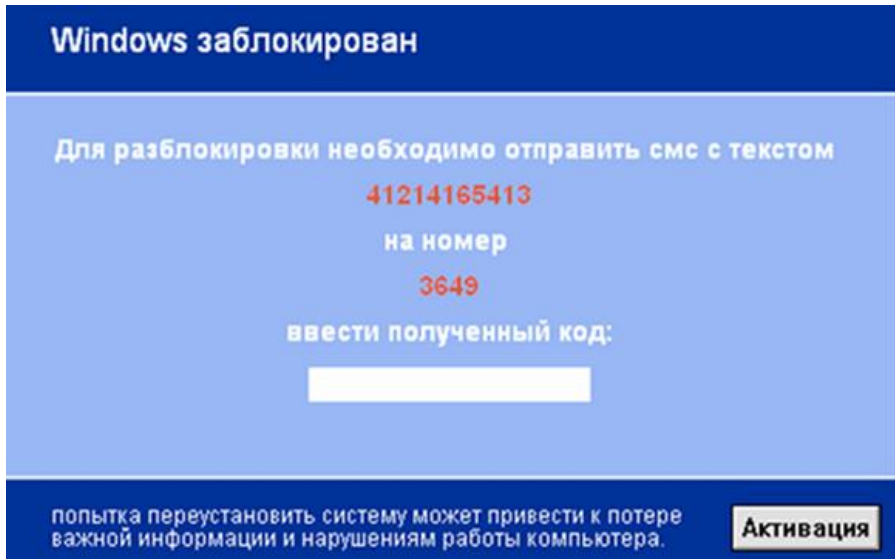 Windows заблокирован
Для разблокировки необходимо отправить смс с текстом
41214165413
на номер
3649
ввести полученный код:
попытка переустановить систему может привести к потере
важной информации и нарушениям работы компьютера.
Активация